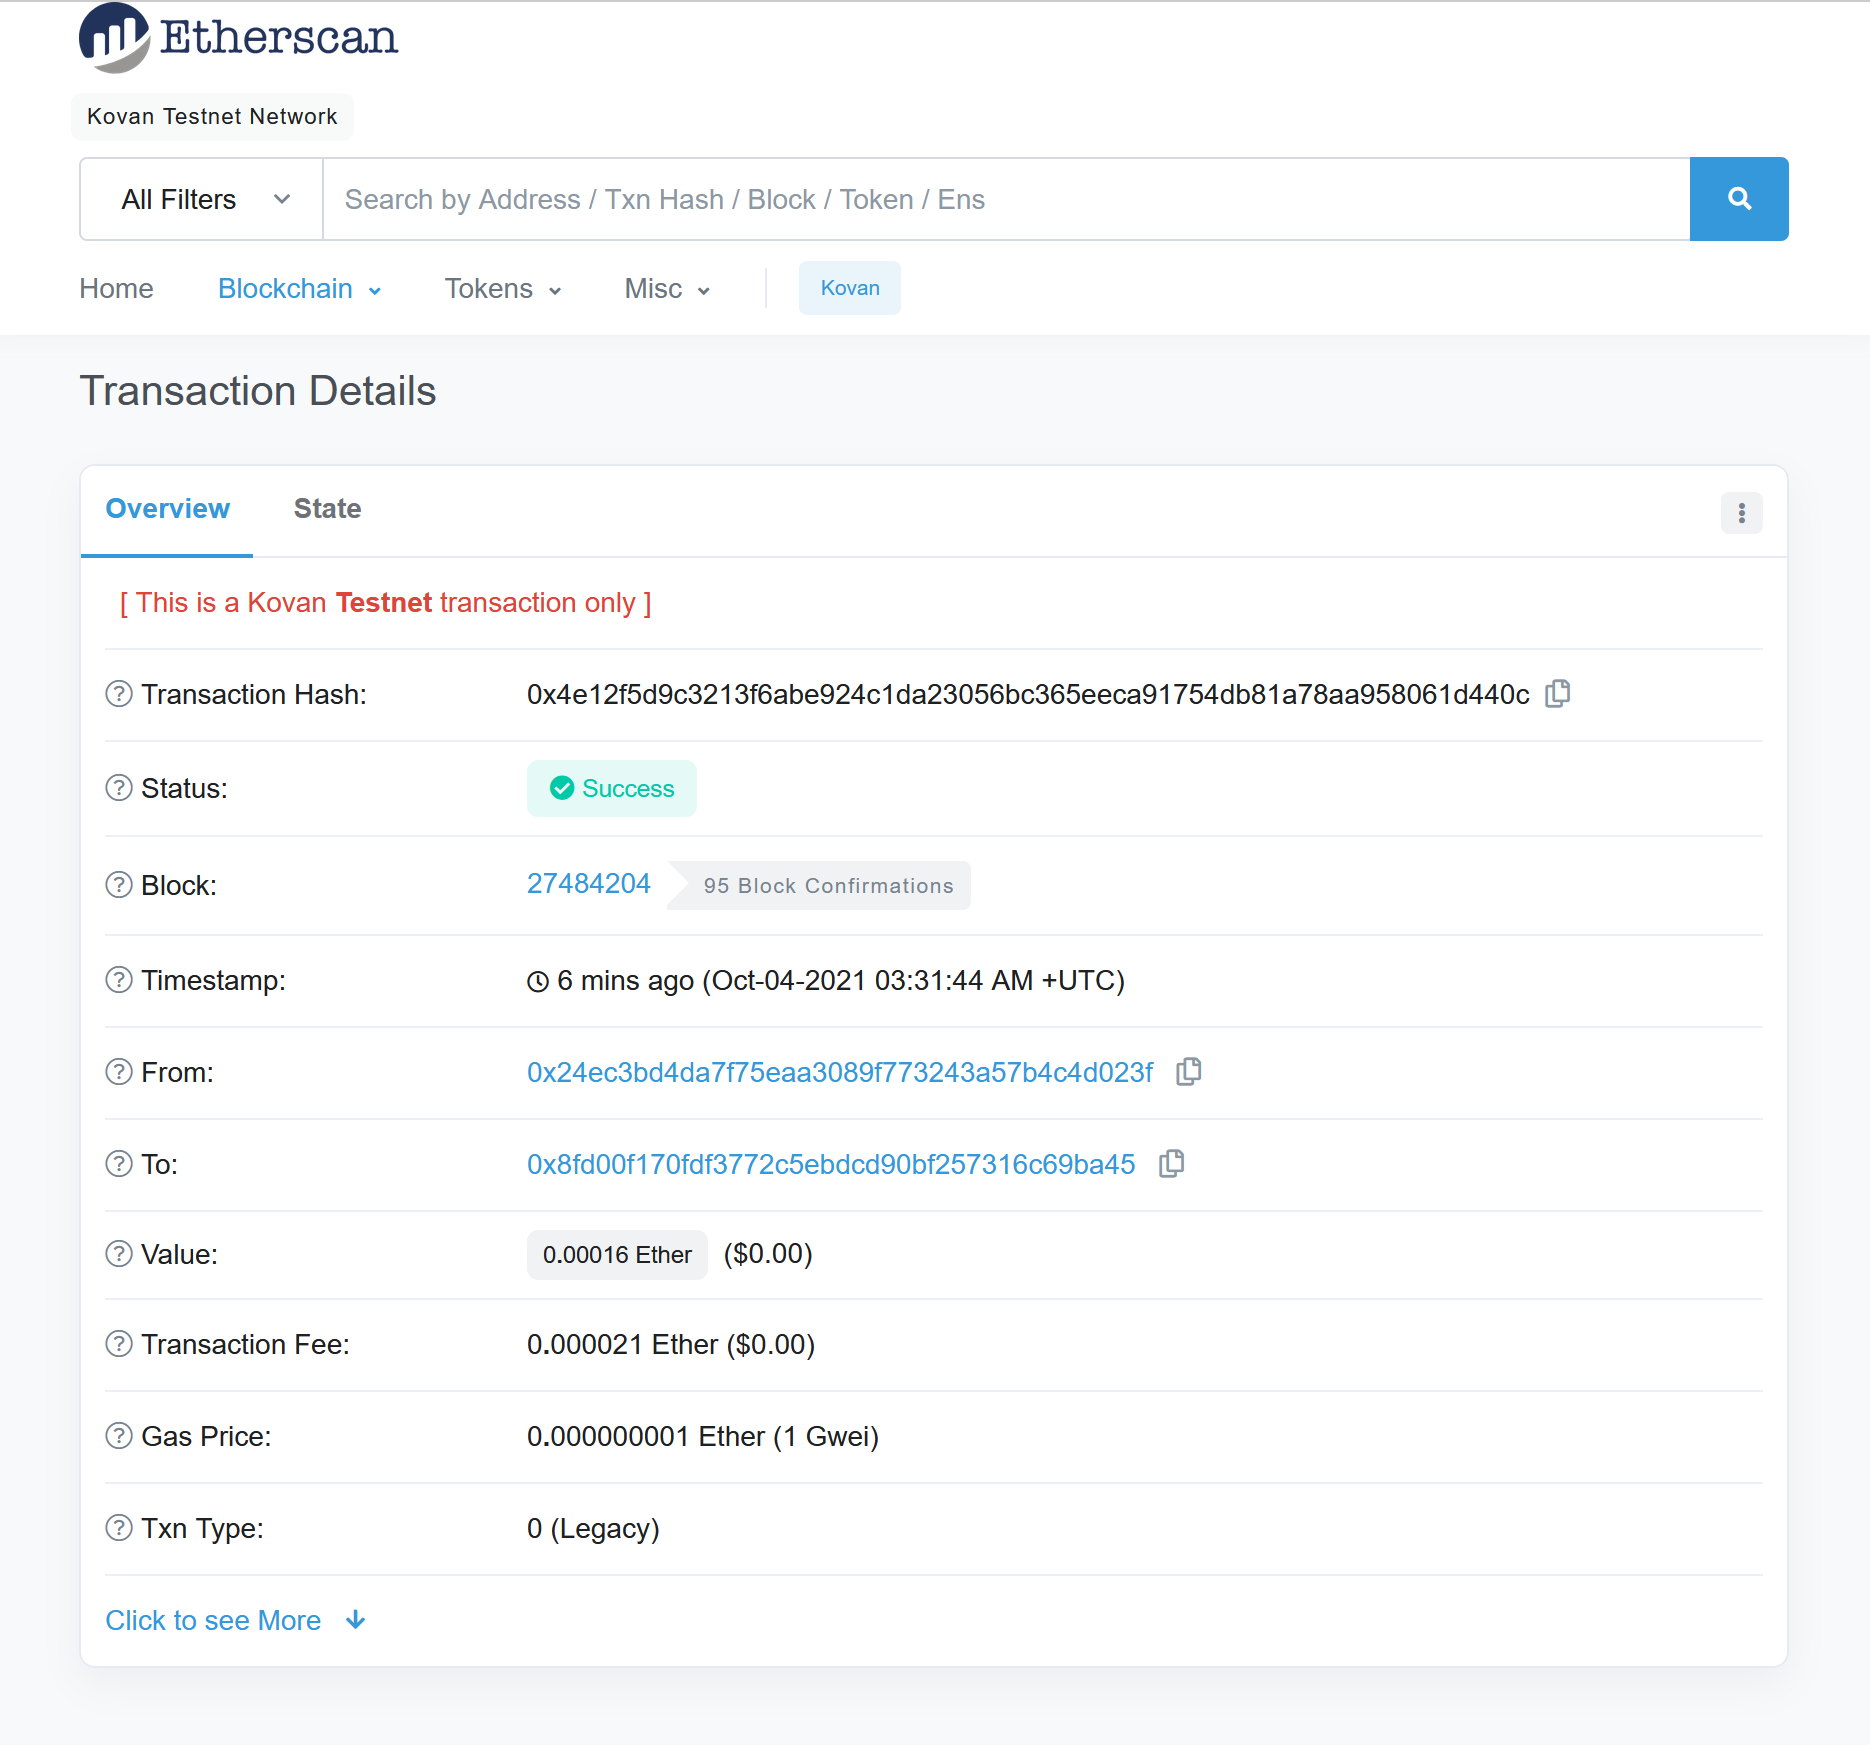 Etherscan
Kovan Testnet Network
All Filters
Search by Address / Txn Hash / Block / Token / Ens
Home Blockchain Tokens Misc Kovan
Transaction Details
Overview State
[ This is a Kovan Testnet transaction only ]
Transaction Hash: 0x4e12f5d9c3213f6abe924c1da23056bc365eeca91754db81a78aa958061d440c
Status: Success
Block: 27484204 95 Block Confirmations
Timestamp: 6 mins ago (Oct-04-2021 03:31:44 AM +UTC)
From: 0x24ec3bd4da7f75eaa3089f773243a57b4c4d023f
To: 0x8fd00f170fdf3772c5ebdcd90bf257316c69ba45
Value: 0.00016 Ether ($0.00)
Transaction Fee: 0.000021 Ether ($0.00)
Gas Price: 0.000000001 Ether (1 Gwei)
Txn Type: 0 (Legacy)
Click to see More